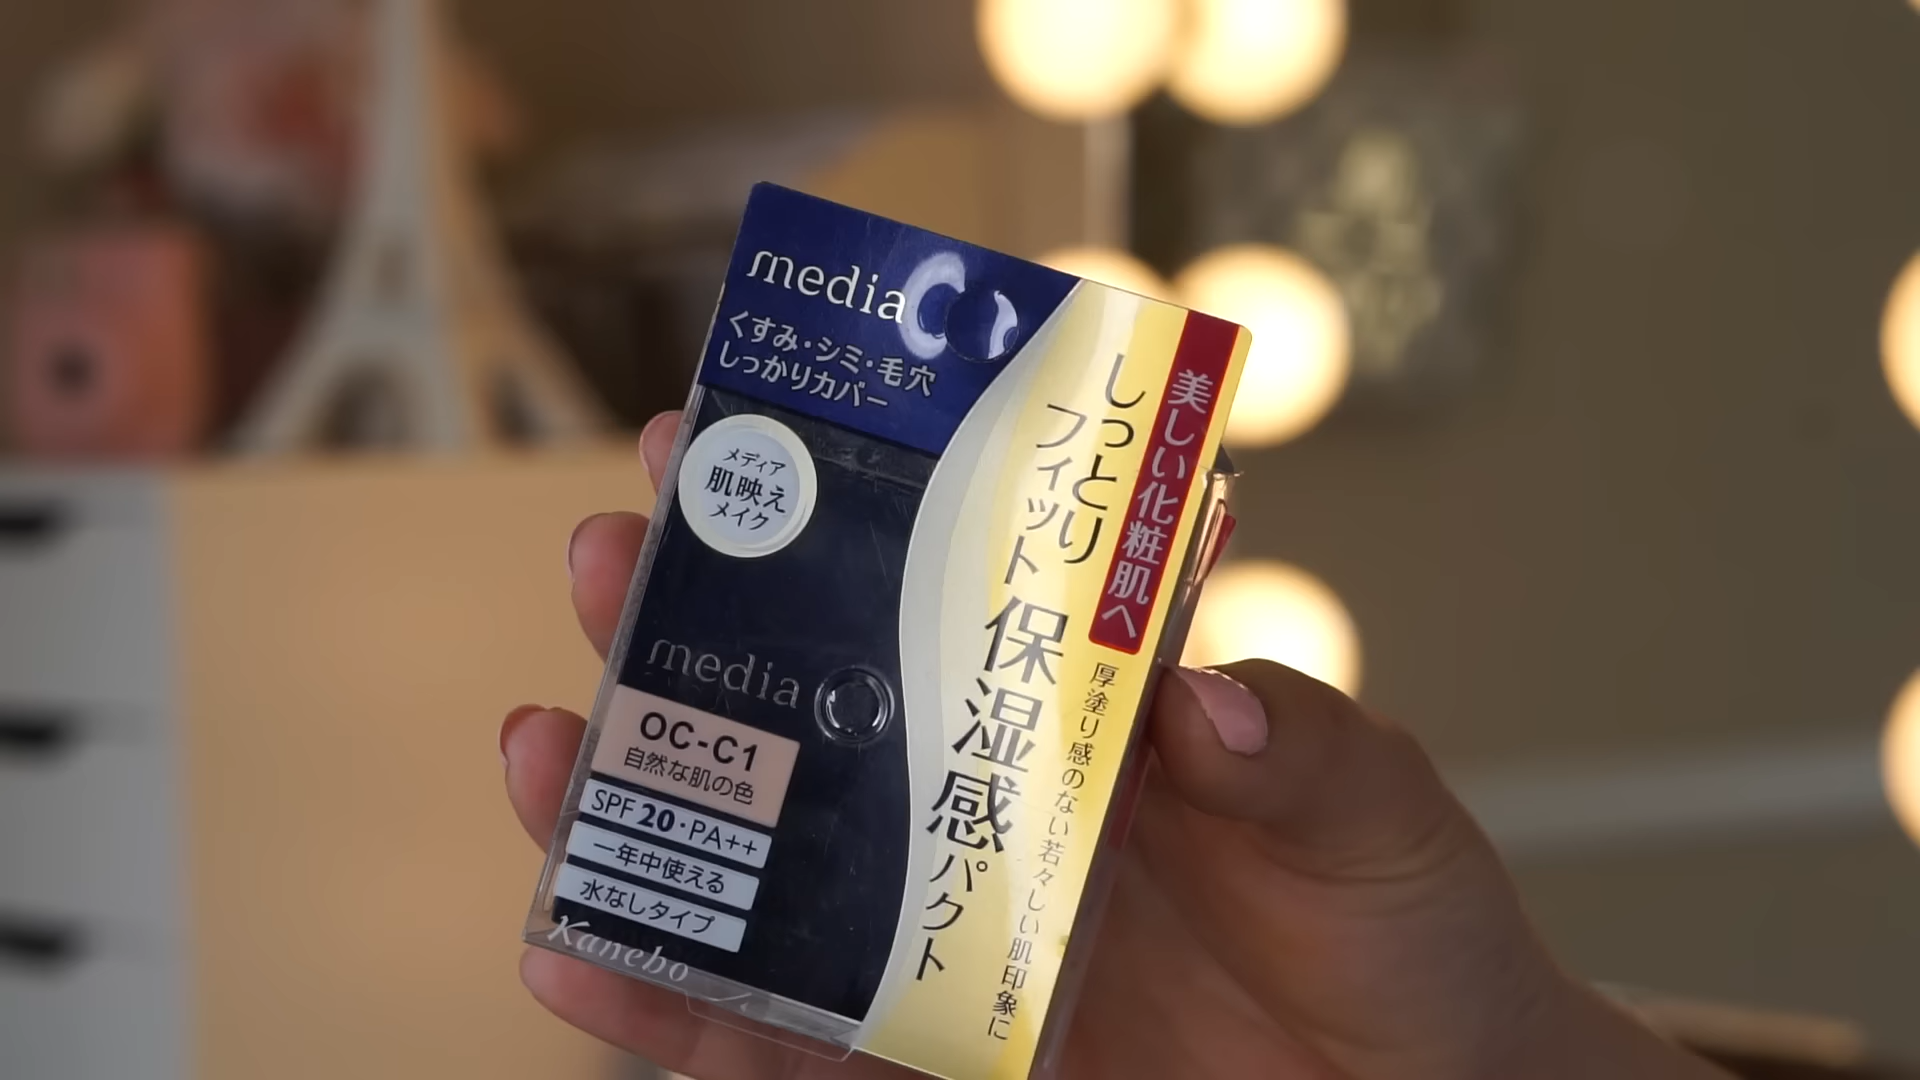 media
くすみ・シミ・毛穴
しっかりカバー
メディア
肌映え
メイク
media
OC-C1
自然な肌の色
SPF 20・PA++
一年中使える
水なしタイプ
Kanebo
美しい化粧肌へ
しっとり
フィット
保湿感パクト
厚塗り感のない若々しい肌印象に